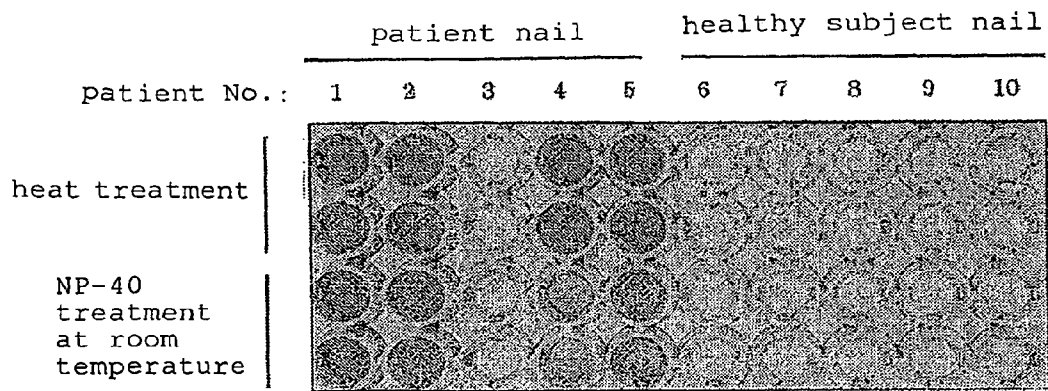 patient nail healthy subject nail
patient No.: 1 2 3 4 5 6 7 8 9 10
heat treatment
NP-40
treatment
at room
temperature